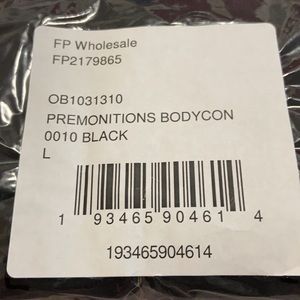 FP Wholesale
FP2179865
OB1031310
PREMONITIONS BODYCON
0010 BLACK
L
1 93465 90461 4
193465904614